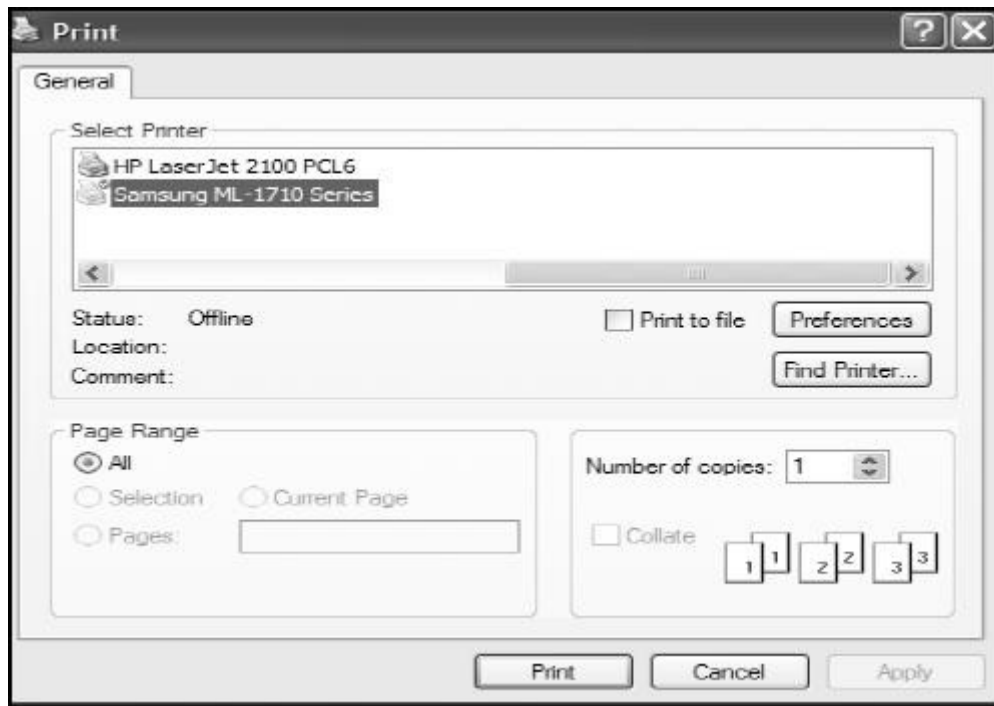 Print
General
Select Printer
HP LaserJet 2100 PCL6
Samsung ML-1710 Series
Status: Offline
Print to file
Preferences
Location:
Comment:
Find Printer...
Page Range
All
Selection
Current Page
Pages:
Number of copies: 1
Collate
1 1 2 2 3 3
Print
Cancel
Apply